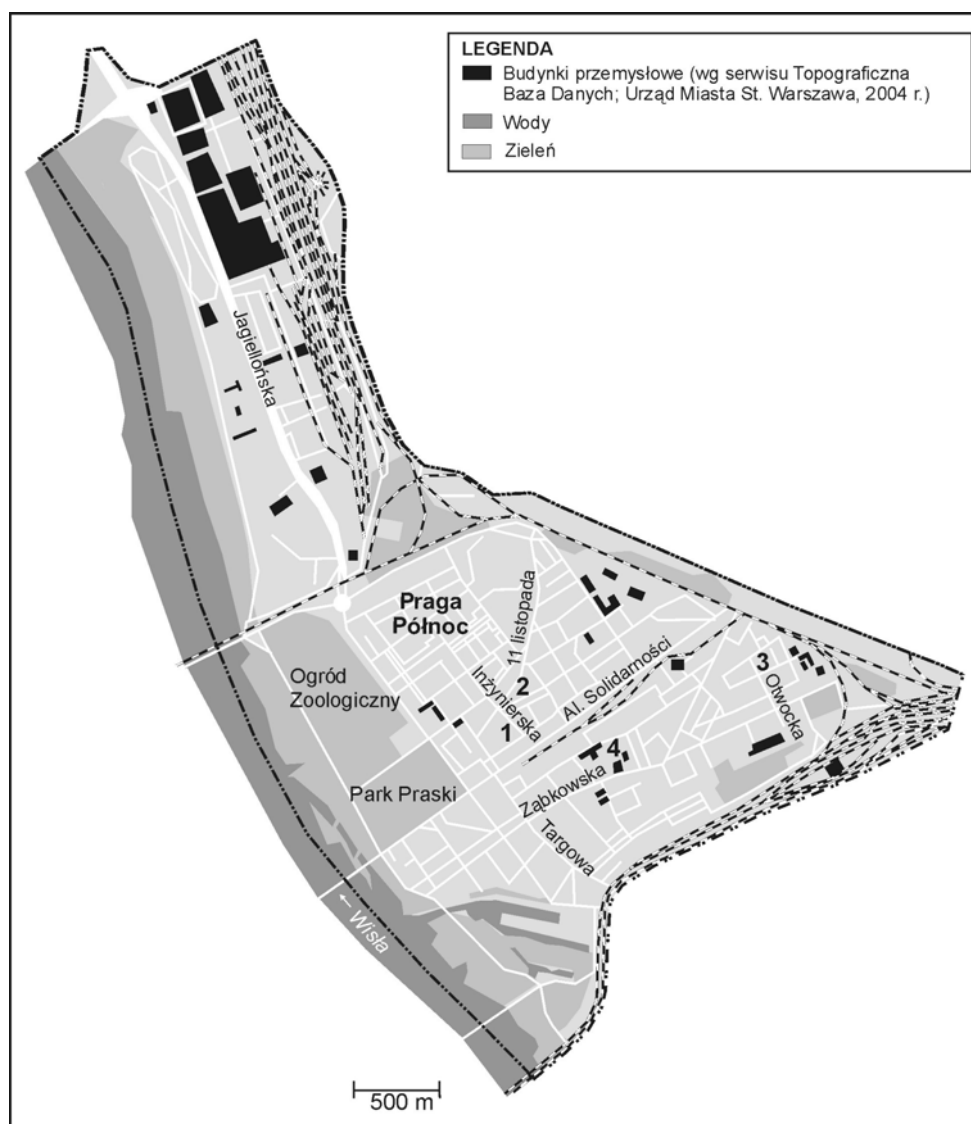 LEGENDA
Budynki przemysłowe (wg serwisu Topograficzna
Baza Danych; Urząd Miasta St. Warszawa, 2004 r.)
Wody
Zieleń
Jagiellońska
Praga
Północ
11 listopada
Ogród
Zoologiczny
Inżynierska
2
1
Al. Solidarności
3
Otwocka
4
Park Praski
Ząbkowska
Targowa
← Wisła
500 m